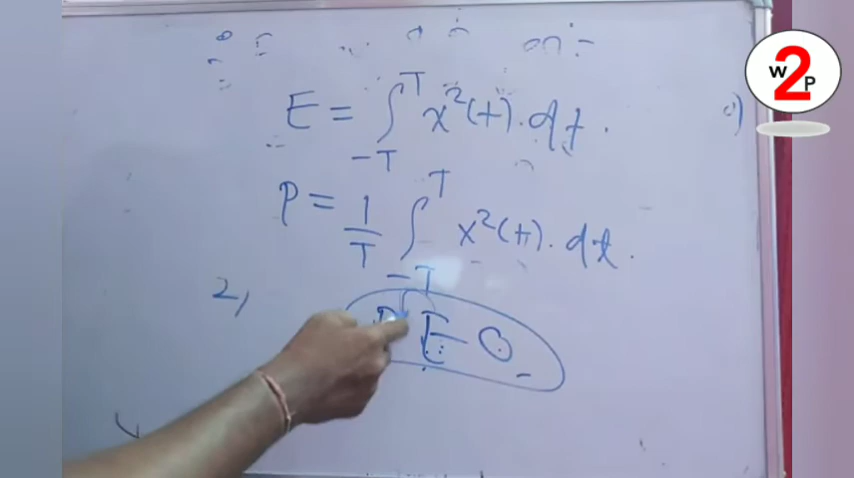 W2P
E = ∫_{-T}^{T} x²(t). dt.
P = 1/T ∫_{-T}^{T} x²(t). dt.
2,
E 0